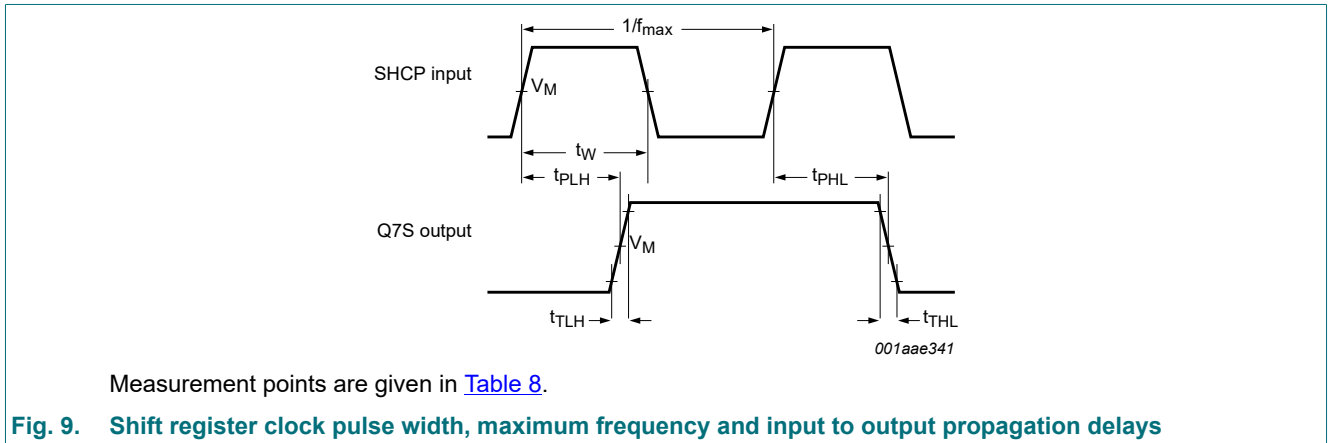 1/fmax
SHCP input
VM
tW
tPLH
tPHL
Q7S output
VM
tTLH
tTHL
001aae341
Measurement points are given in Table 8.
Fig. 9. Shift register clock pulse width, maximum frequency and input to output propagation delays